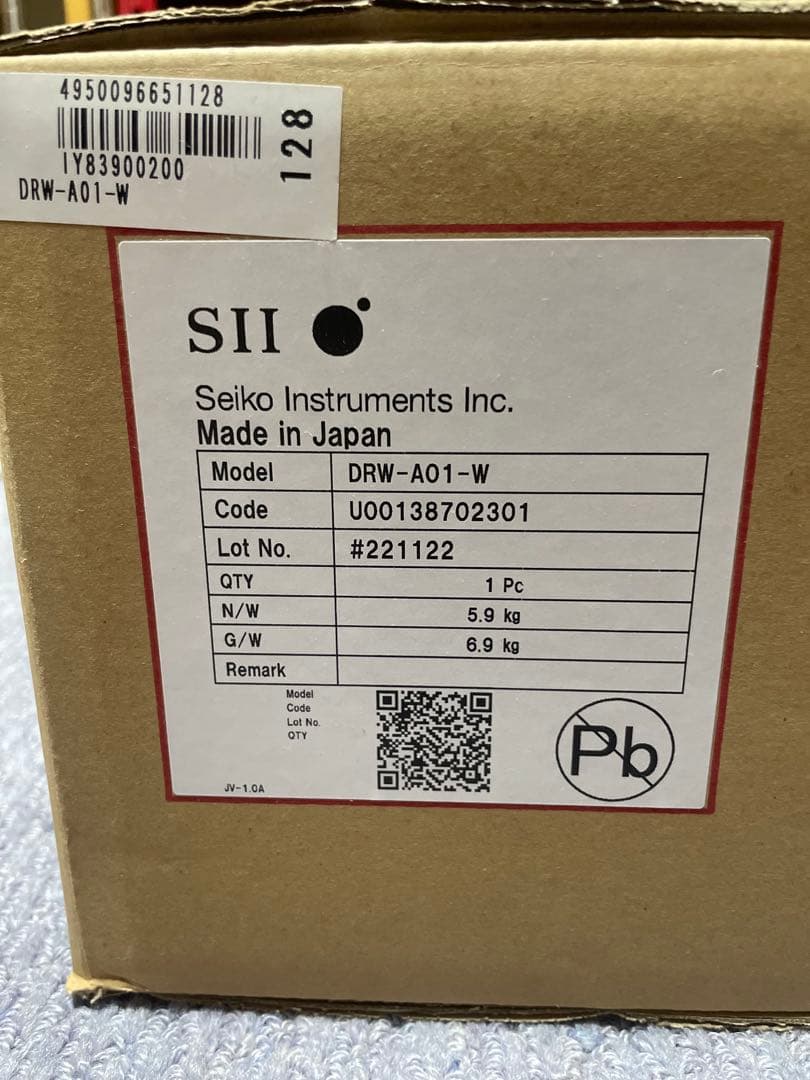 4950096651128
IY83900200
DRW-A01-W
128
SII
Seiko Instruments Inc.
Made in Japan
Model DRW-A01-W
Code U00138702301
Lot No. #221122
QTY 1 Pc
N/W 5.9 kg
G/W 6.9 kg
Remark
Model
Code
Lot No.
QTY
Pb
JV-1.0A